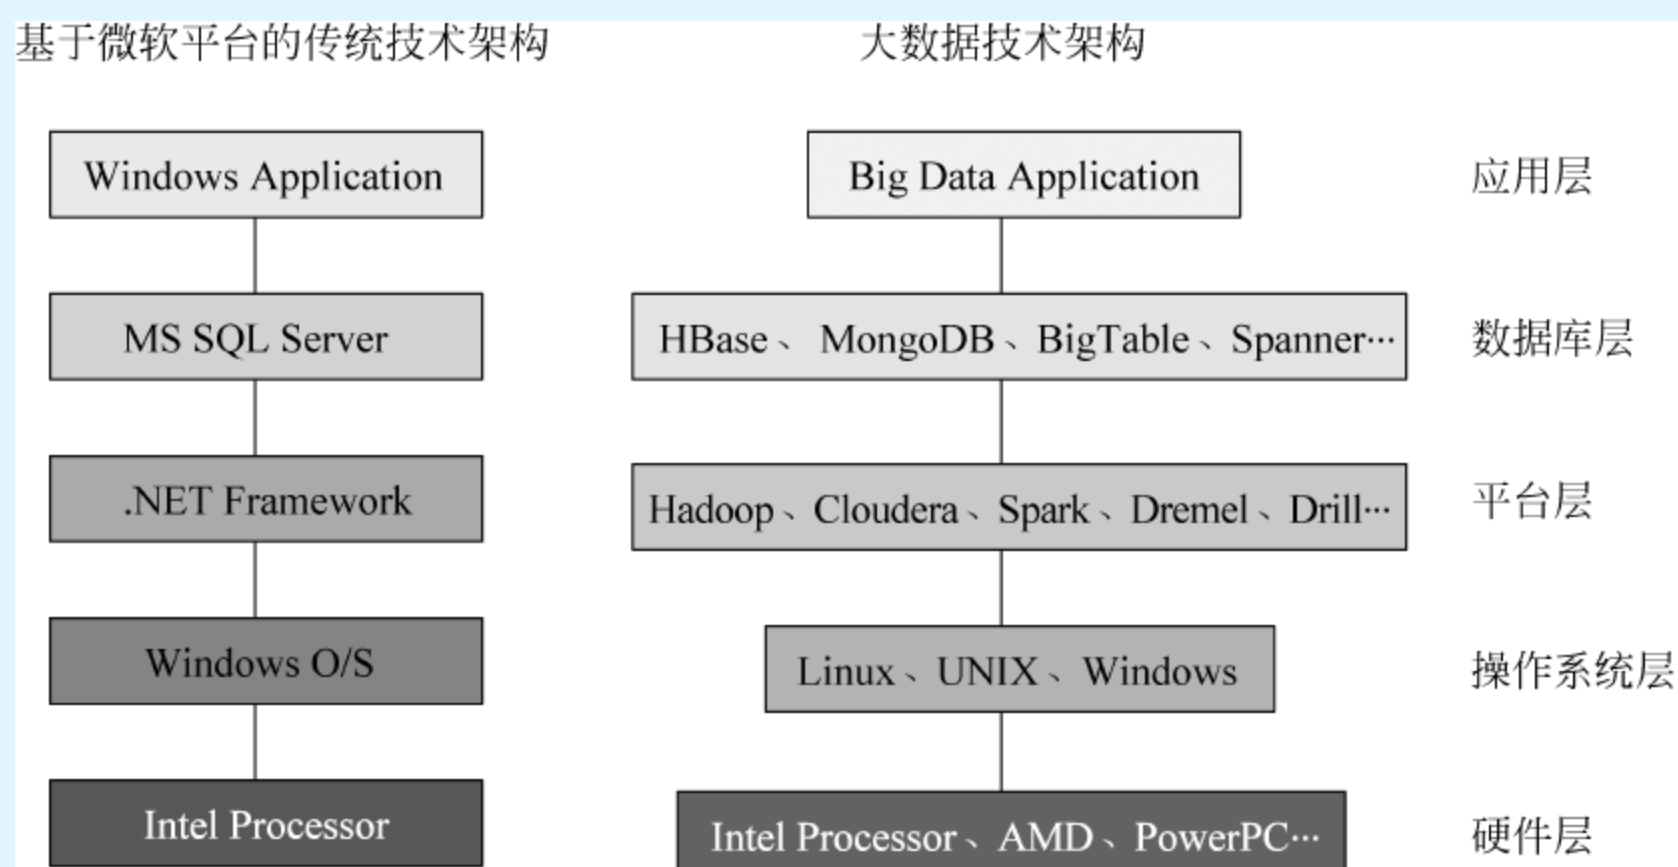 基于微软平台的传统技术架构 大数据技术架构
Windows Application Big Data Application 应用层
MS SQL Server HBase、MongoDB、BigTable、Spanner… 数据库层
.NET Framework Hadoop、Cloudera、Spark、Dremel、Drill… 平台层
Windows O/S Linux、UNIX、Windows 操作系统层
Intel Processor Intel Processor、AMD、PowerPC… 硬件层